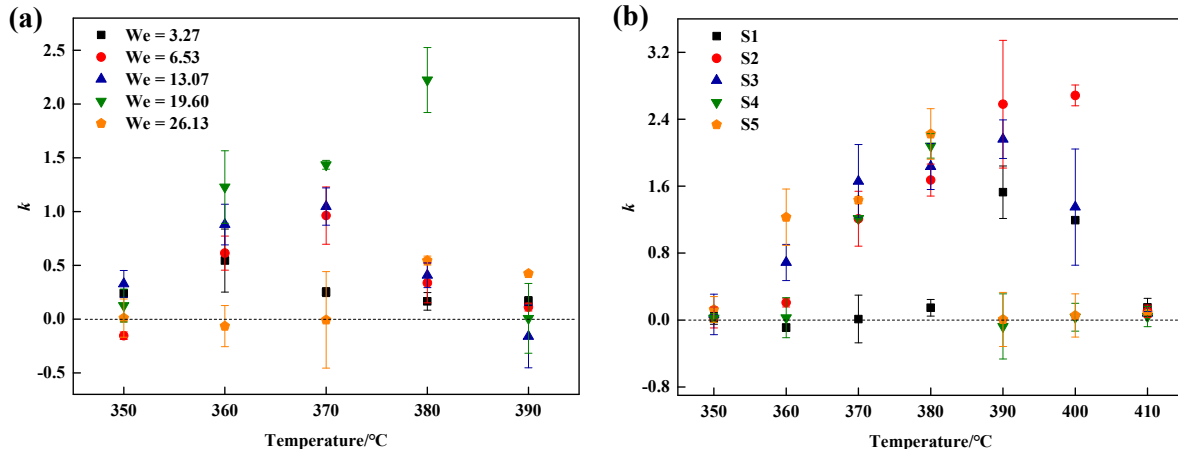 (a)
We = 3.27
We = 6.53
We = 13.07
We = 19.60
We = 26.13
2.5
2.0
1.5
1.0
0.5
0.0
-0.5
k
350 360 370 380 390
Temperature/°C
(b)
S1
S2
S3
S4
S5
3.2
2.4
1.6
0.8
0.0
-0.8
k
350 360 370 380 390 400 410
Temperature/°C